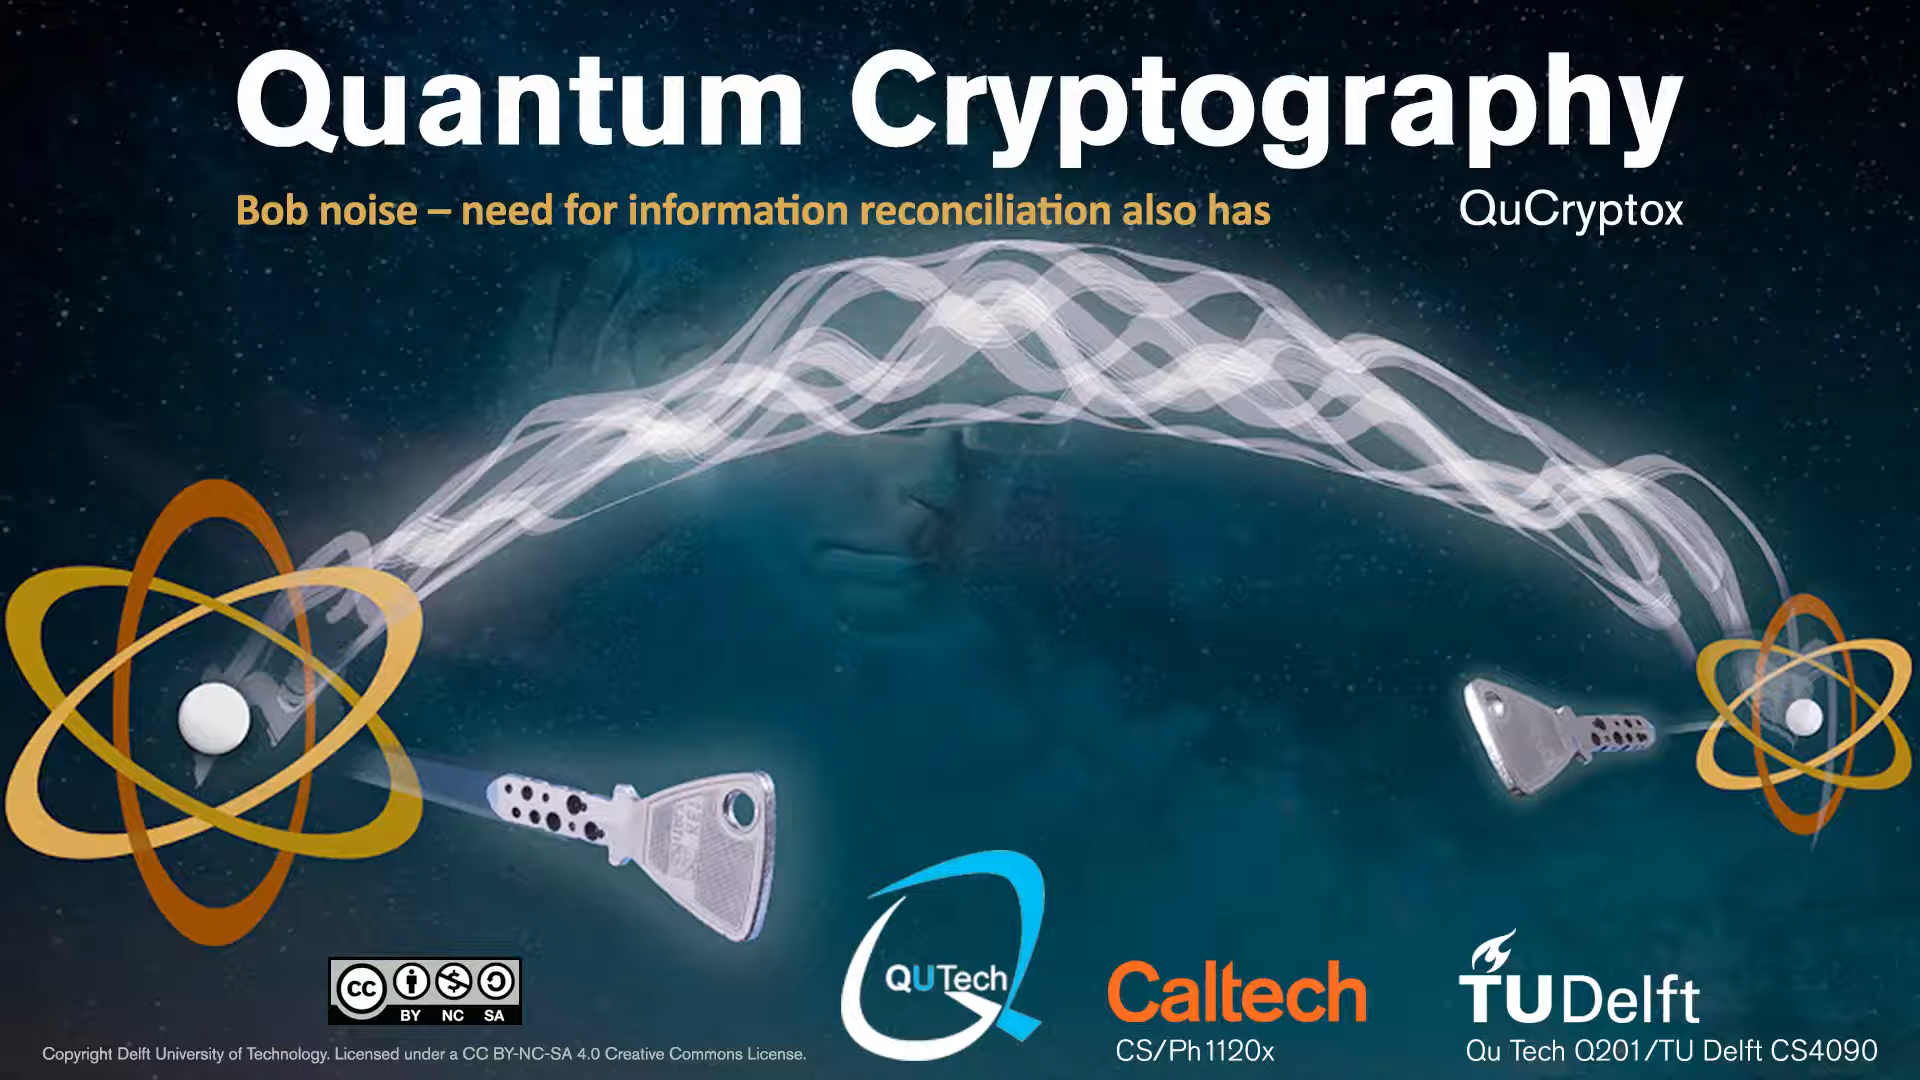 Quantum Cryptography
Bob noise – need for information reconciliation also has
QuCryptox
QUTech
Caltech
CS/Ph1120x
TUDelft
Qu Tech Q201/TU Delft CS4090
cc
BY NC SA
Copyright Delft University of Technology. Licensed under a CC BY-NC-SA 4.0 Creative Commons License.